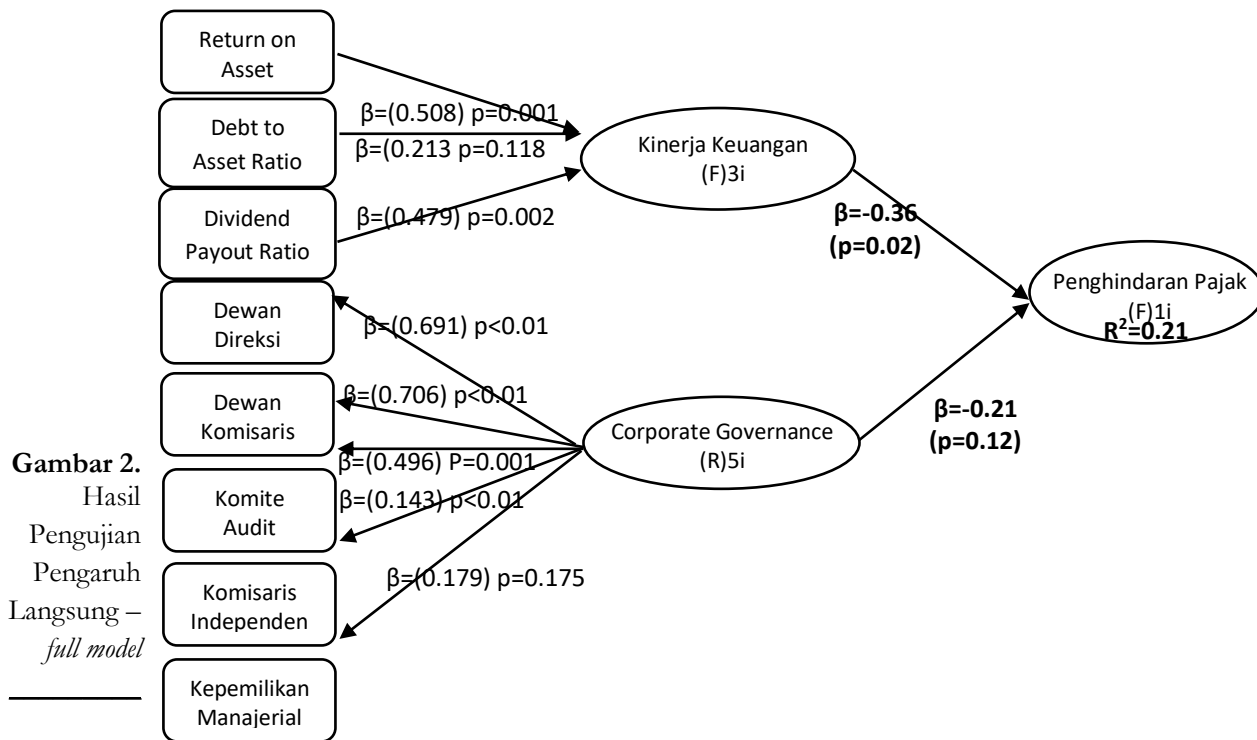 Return on
Asset
Debt to
Asset Ratio
Dividend
Payout Ratio
Dewan
Direksi
Dewan
Komisaris
Komite
Audit
Komisaris
Independen
Kepemilikan
Manajerial
β=(0.508) p=0.001
β=(0.213 p=0.118
β=(0.479) p=0.002
β=(0.691) p<0.01
β=(0.706) p<0.01
β=(0.496) P=0.001
β=(0.143) p<0.01
β=(0.179) p=0.175
Kinerja Keuangan
(F)3i
Corporate Governance
(R)5i
β=-0.36
(p=0.02)
β=-0.21
(p=0.12)
Penghindaran Pajak
(F)1i
R²=0.21
Gambar 2.
Hasil
Pengujian
Pengaruh
Langsung –
full model